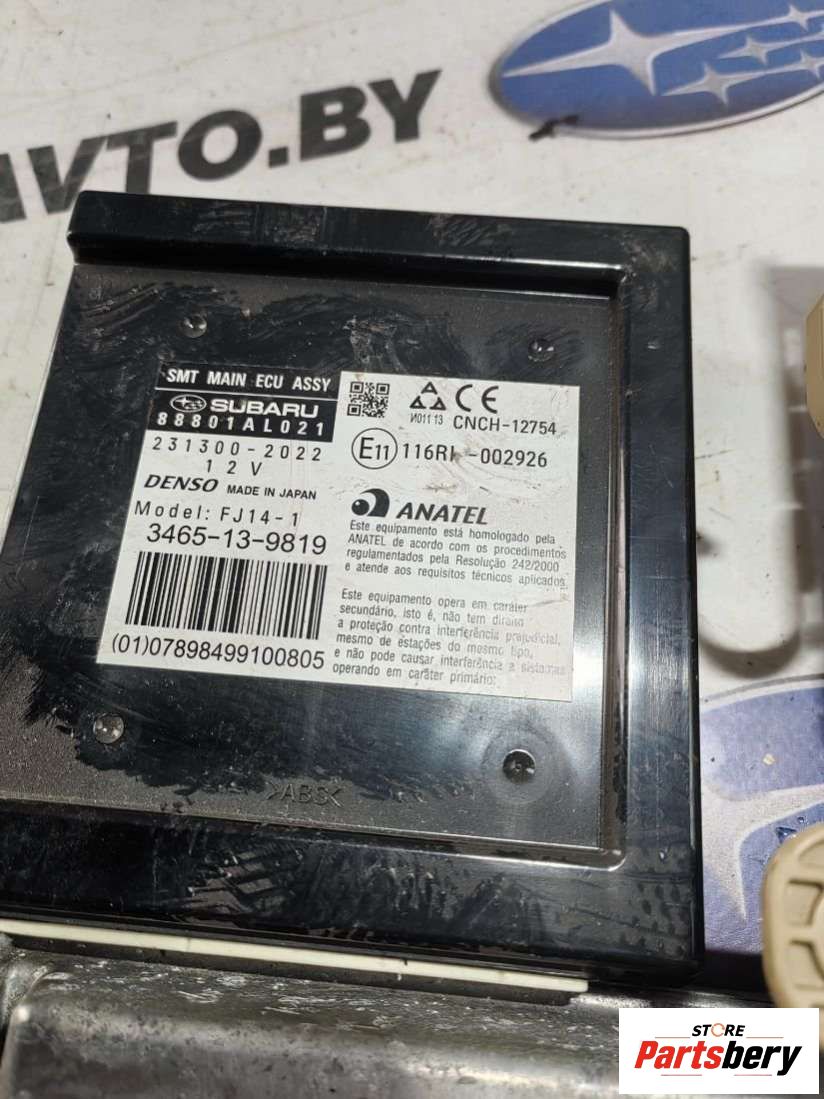 AVTO.BY
SMT MAIN ECU ASSY
SUBARU
88801AL021
231300-2022
12V
DENSO MADE IN JAPAN
Model: FJ14-1
3465-13-9819
(01)07898499100805
CE
И011 13 CNCH-12754
E11 116RI -002926
ANATEL
Este equipamento está homologado pela
ANATEL de acordo com os procedimentos
regulamentados pela Resolução 242/2000
e atende aos requisitos técnicos aplicados
Este equipamento opera em caráter
secundário, isto é, não tem direito
a proteção contra interferência prejudicial,
mesmo de estações do mesmo tipo,
e não pode causar interferência a sistemas
operando em caráter primário.
>ABS<
STORE
Partsbery